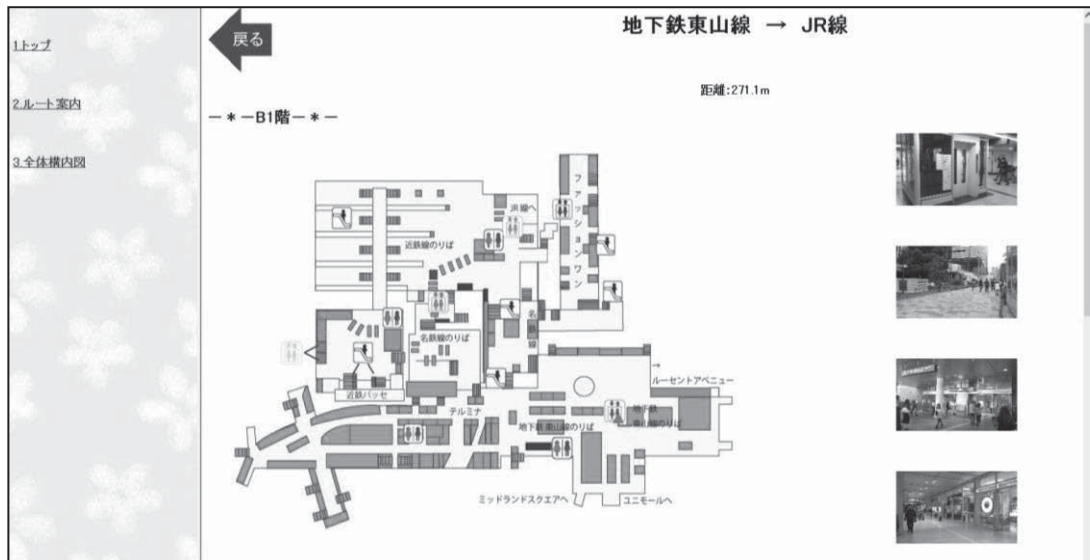 1.トップ
2.ルート案内
3.全体構内図
戻る
地下鉄東山線 → JR線
距離:271.1m
－＊－B1階－＊－
ファッションワン
JR線へ
近鉄線のりば
名鉄線
名鉄線のりば
→
ルーセントアベニュー
近鉄パッセ
テルミナ
地下鉄
東山線のりば
地下鉄東山線のりば
ミッドランドスクエアへ
ユニモールへ